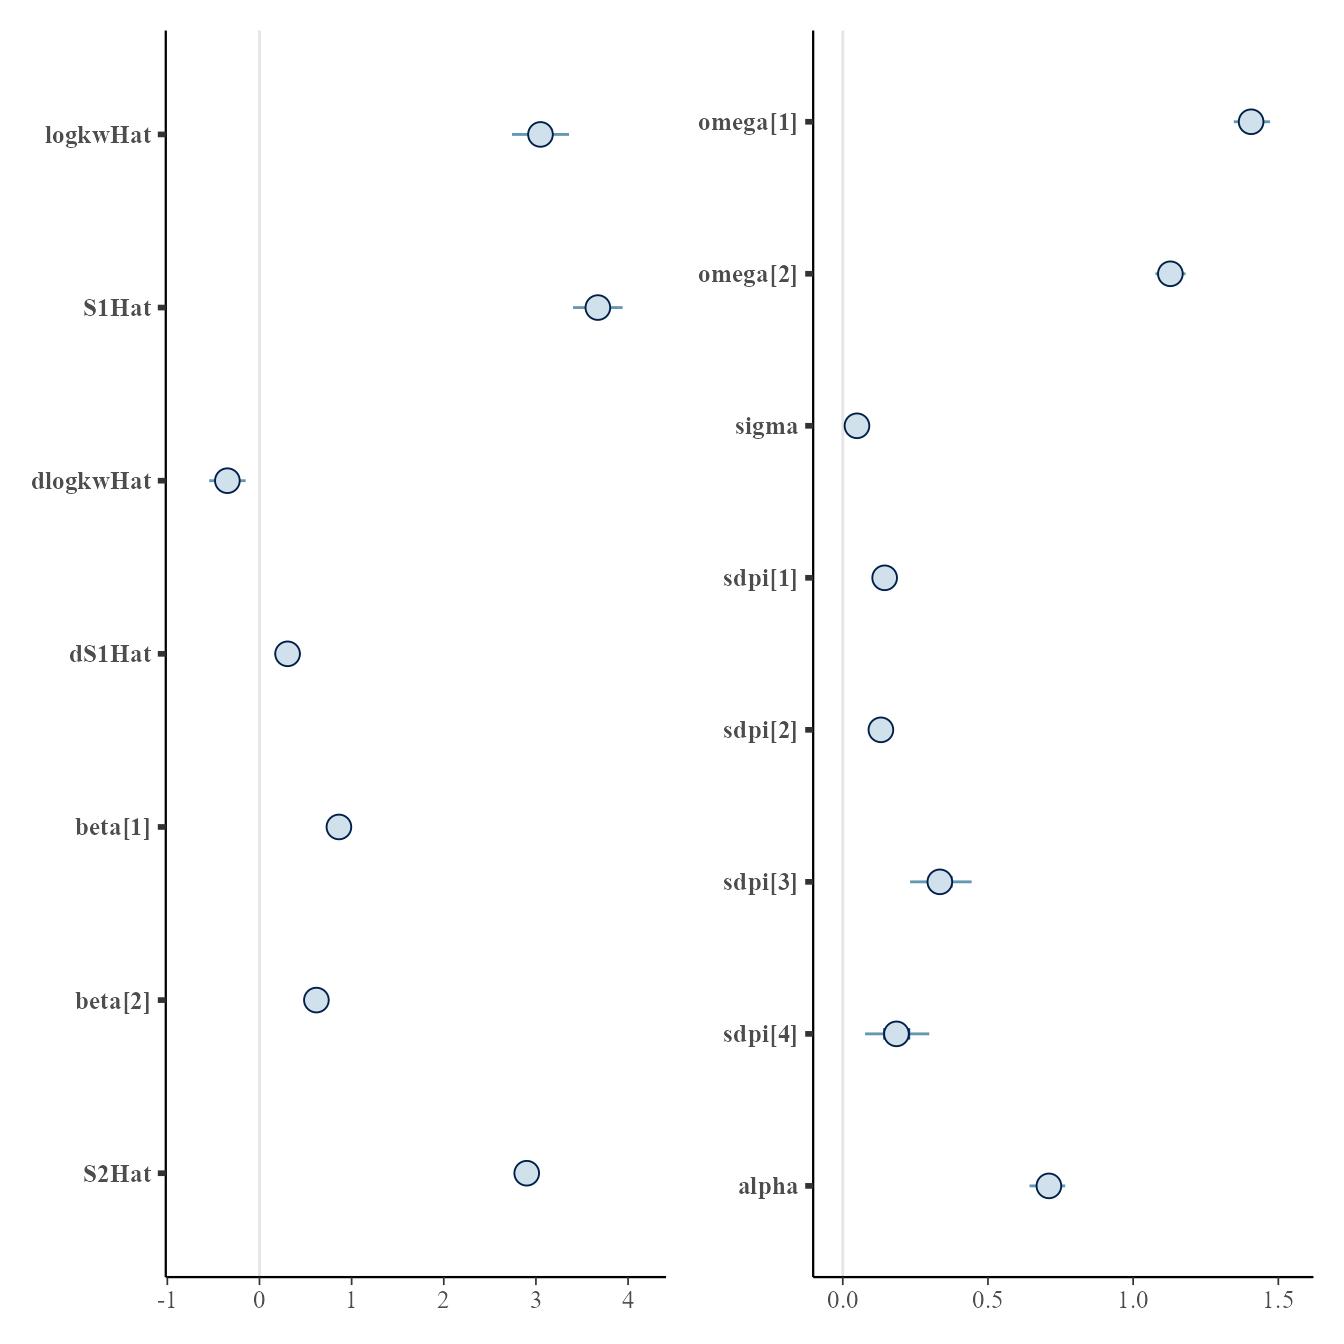 logkwHat
S1Hat
dlogkwHat
dS1Hat
beta[1]
beta[2]
S2Hat
-1 0 1 2 3 4
omega[1]
omega[2]
sigma
sdpi[1]
sdpi[2]
sdpi[3]
sdpi[4]
alpha
0.0 0.5 1.0 1.5